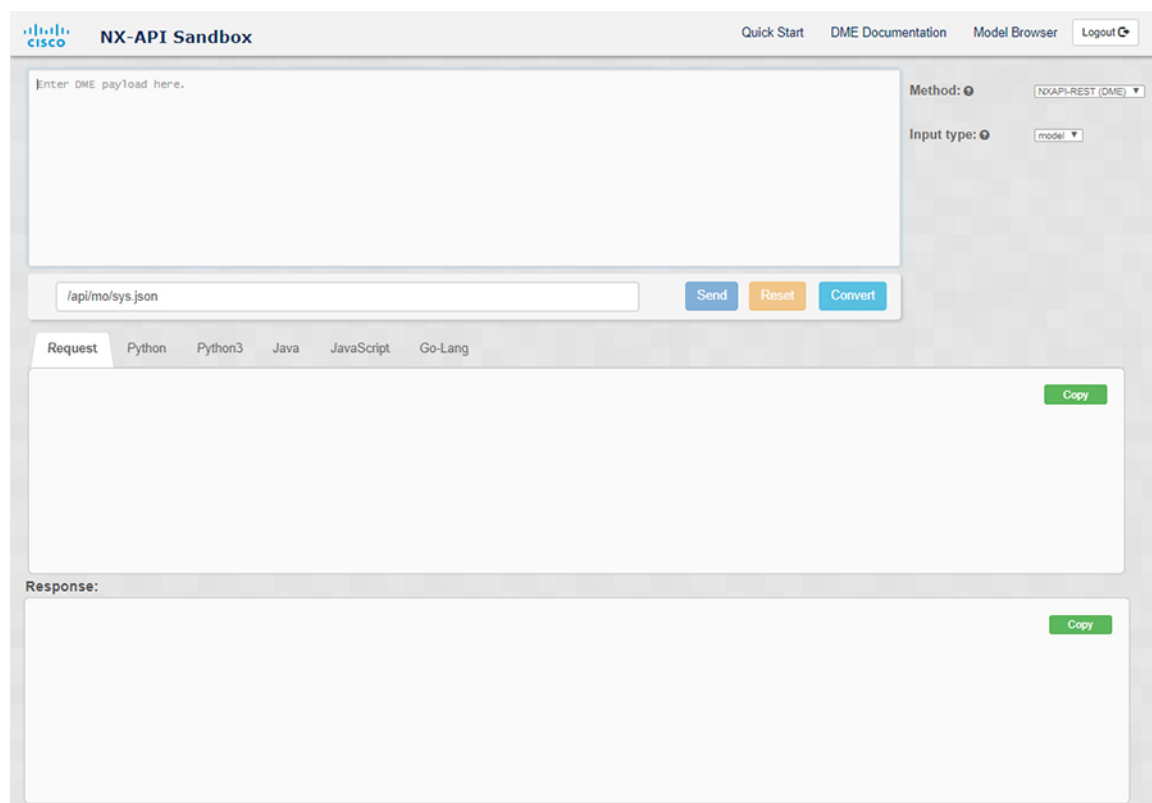 CISCO NX-API Sandbox Quick Start DME Documentation Model Browser Logout
Enter DME payload here.
Method: NXAPI-REST (DME)
Input type: model
/api/mo/sys.json Send Reset Convert
Request Python Python3 Java JavaScript Go-Lang
Copy
Response:
Copy